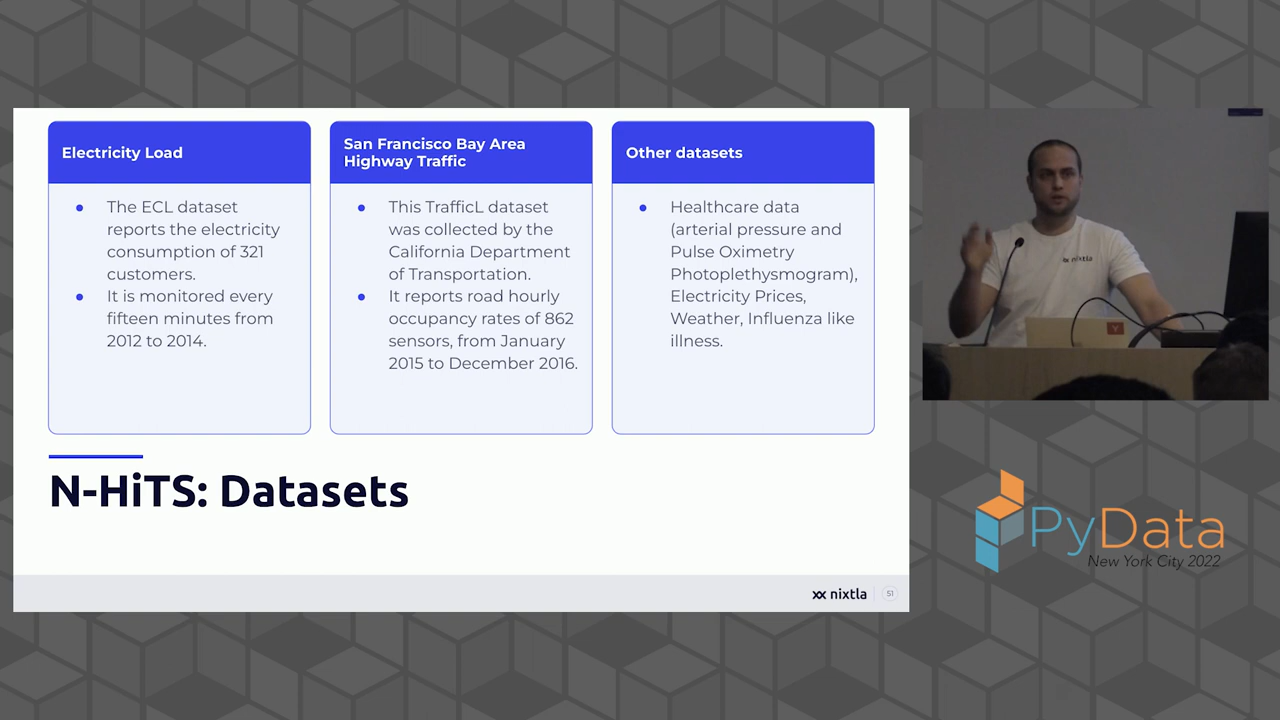 Electricity Load
● The ECL dataset
reports the electricity
consumption of 321
customers.
● It is monitored every
fifteen minutes from
2012 to 2014.
San Francisco Bay Area
Highway Traffic
● This TrafficL dataset
was collected by the
California Department
of Transportation.
● It reports road hourly
occupancy rates of 862
sensors, from January
2015 to December 2016.
Other datasets
● Healthcare data
(arterial pressure and
Pulse Oximetry
Photoplethysmogram),
Electricity Prices,
Weather, Influenza like
illness.
N-HiTS: Datasets
nixtla
51
nixtla
Y
PyData
New York City 2022